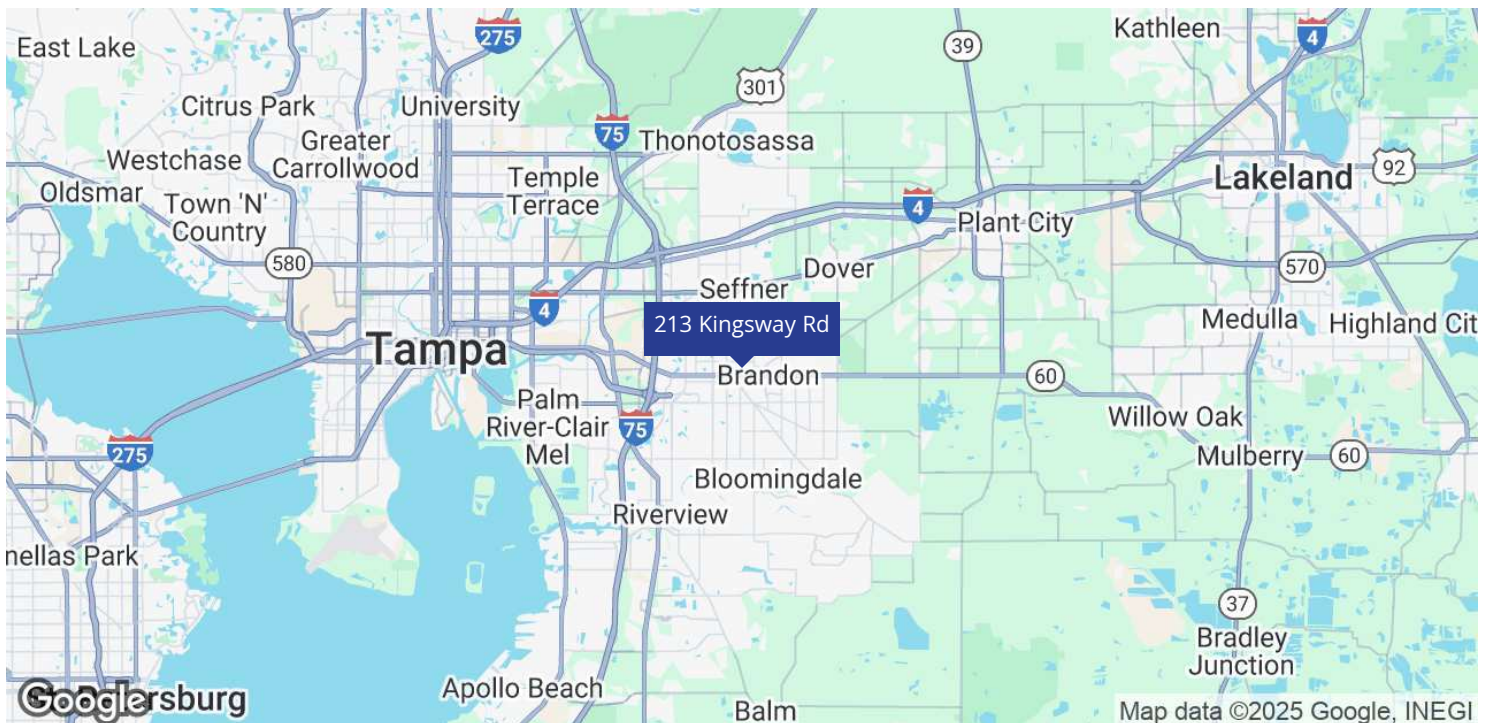 East Lake
275
39
Kathleen
4
301
Citrus Park
University
75
Thonotosassa
Greater
Carrollwood
Westchase
Oldsmar
Town 'N'
Country
Temple
Terrace
4
Plant City
Lakeland
92
580
Seffner
Dover
570
4
213 Kingsway Rd
Medulla
Highland Cit
Tampa
Brandon
60
Palm
River-Clair
Mel
75
Willow Oak
275
Mulberry
60
Bloomingdale
Riverview
nellas Park
37
Bradley
Junction
Google
ersburg
Apollo Beach
Balm
Map data ©2025 Google, INEGI